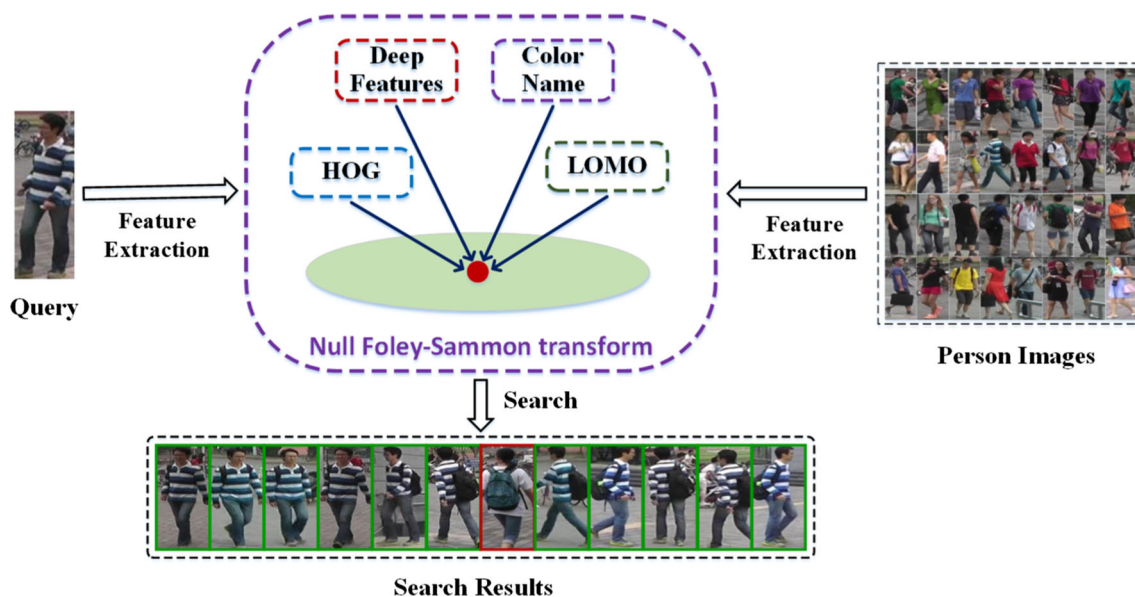 Deep
Features
Color
Name
HOG
LOMO
Feature
Extraction
Feature
Extraction
Query
Null Foley-Sammon transform
Person Images
Search
Search Results